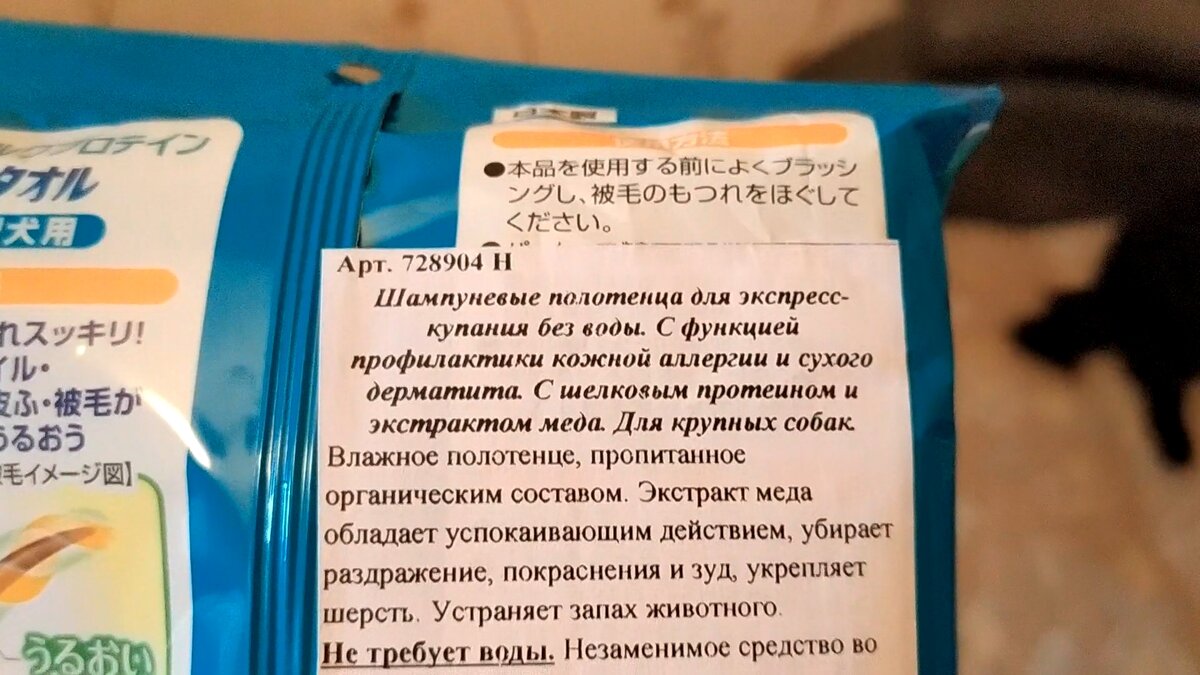 プロテイン
タオル
犬用
れスッキリ!
イル・
皮ふ・被毛が
うるおう
毛イメージ図】
うるおい
●本品を使用する前によくブラッシ
ングし、被毛のもつれをほぐして
ください。
Арт. 728904 Н
Шампуневые полотенца для экспресс-
купания без воды. С функцией
профилактики кожной аллергии и сухого
дерматита. С шелковым протеином и
экстрактом меда. Для крупных собак.
Влажное полотенце, пропитанное
органическим составом. Экстракт меда
обладает успокаивающим действием, убирает
раздражение, покраснения и зуд, укрепляет
шерсть. Устраняет запах животного.
Не требует воды. Незаменимое средство во